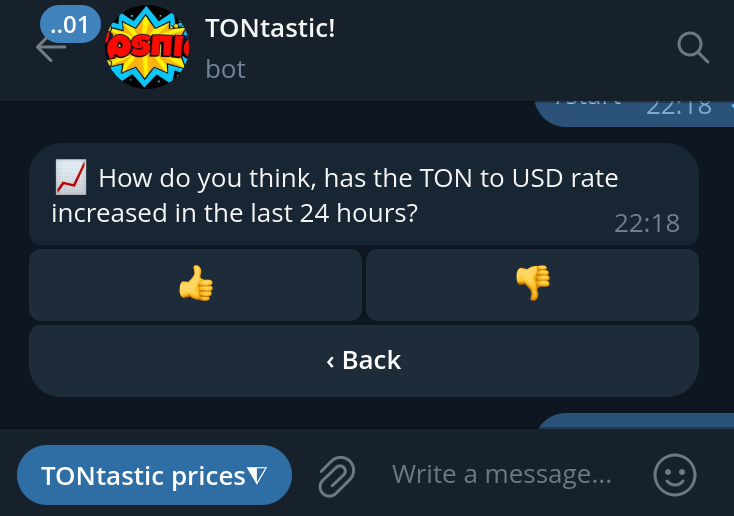 ..01
TONtastic!
bot
/start 22:18
How do you think, has the TON to USD rate
increased in the last 24 hours?
22:18
‹ Back
TONtastic prices
Write a message...